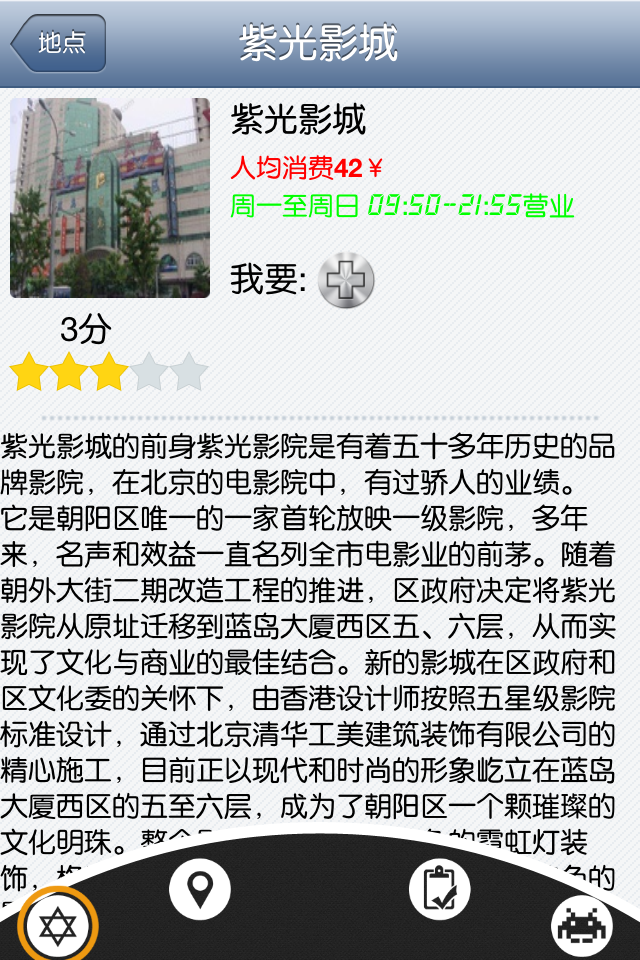 地点
紫光影城
紫光影城
人均消费42￥
周一至周日 09:50-21:55营业
我要:
3分
紫光影城的前身紫光影院是有着五十多年历史的品
牌影院，在北京的电影院中，有过骄人的业绩。
它是朝阳区唯一的一家首轮放映一级影院，多年
来，名声和效益一直名列全市电影业的前茅。随着
朝外大街二期改造工程的推进，区政府决定将紫光
影院从原址迁移到蓝岛大厦西区五、六层，从而实
现了文化与商业的最佳结合。新的影城在区政府和
区文化委的关怀下，由香港设计师按照五星级影院
标准设计，通过北京清华工美建筑装饰有限公司的
精心施工，目前正以现代和时尚的形象屹立在蓝岛
大厦西区的五至六层，成为了朝阳区一个颗璀璨的
文化明珠。整个 的霓虹灯装
饰， 的